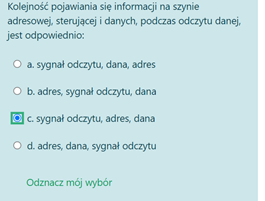 Kolejność pojawiania się informacji na szynie
adresowej, sterującej i danych, podczas odczytu danej,
jest odpowiednio:
a. sygnał odczytu, dana, adres
b. adres, sygnał odczytu, dana
c. sygnał odczytu, adres, dana
d. adres, dana, sygnał odczytu
Odznacz mój wybór